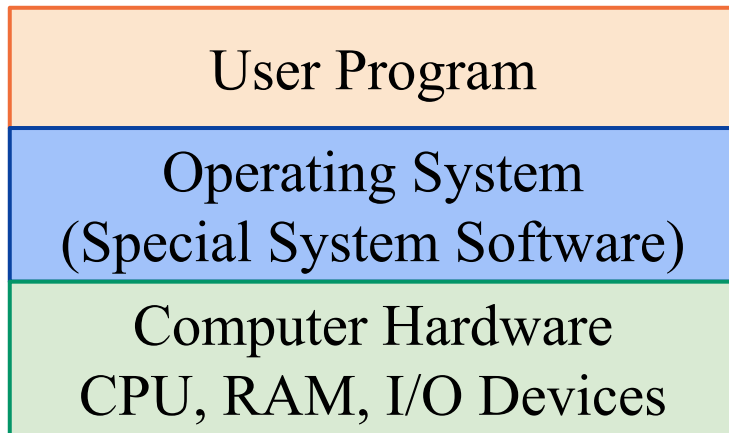 User Program
Operating System
(Special System Software)
Computer Hardware
CPU, RAM, I/O Devices